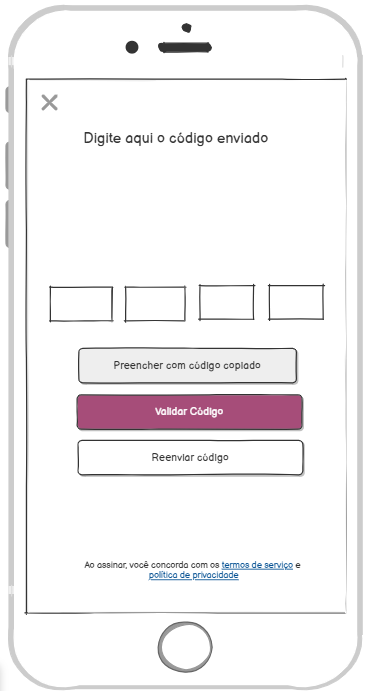 Digite aqui o código enviado
Preencher com código copiado
Validar Código
Reenviar código
Ao assinar, você concorda com os termos de serviço e
política de privacidade